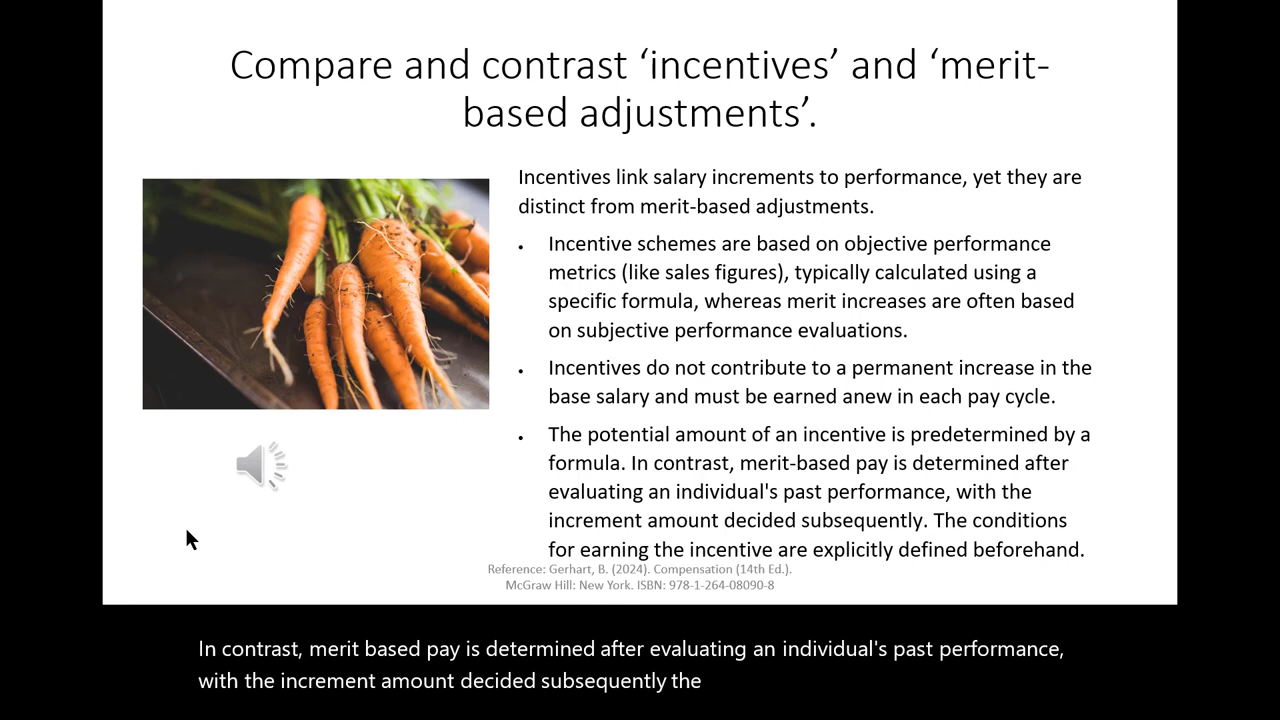 Compare and contrast ‘incentives’ and ‘merit-
based adjustments’.
Incentives link salary increments to performance, yet they are
distinct from merit-based adjustments.
• Incentive schemes are based on objective performance
metrics (like sales figures), typically calculated using a
specific formula, whereas merit increases are often based
on subjective performance evaluations.
• Incentives do not contribute to a permanent increase in the
base salary and must be earned anew in each pay cycle.
• The potential amount of an incentive is predetermined by a
formula. In contrast, merit-based pay is determined after
evaluating an individual's past performance, with the
increment amount decided subsequently. The conditions
for earning the incentive are explicitly defined beforehand.
Reference: Gerhart, B. (2024). Compensation (14th Ed.).
McGraw Hill: New York. ISBN: 978-1-264-08090-8
In contrast, merit based pay is determined after evaluating an individual's past performance,
with the increment amount decided subsequently the